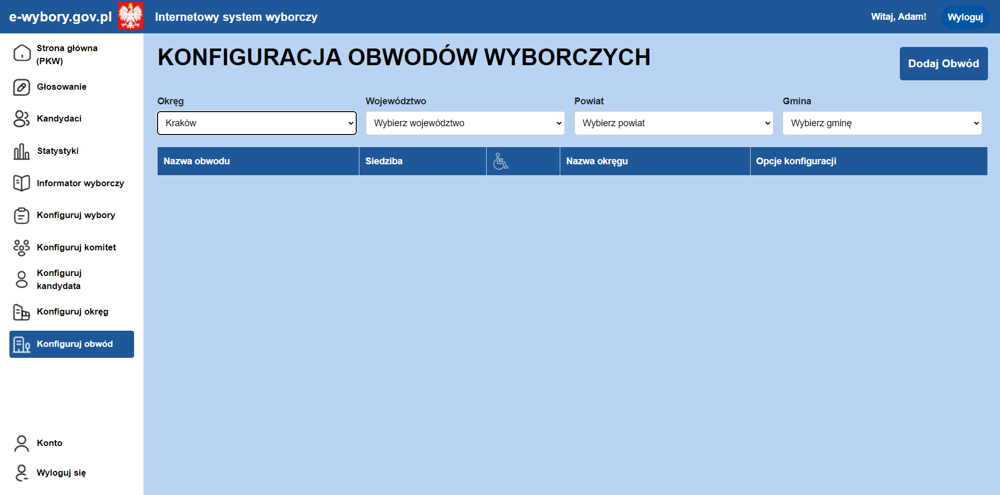 e-wybory.gov.pl
Internetowy system wyborczy
Witaj, Adam!
Wyloguj
Strona główna
(PKW)
Głosowanie
Kandydaci
Statystyki
Informator wyborczy
Konfiguruj wybory
Konfiguruj komitet
Konfiguruj
kandydata
Konfiguruj okręg
Konfiguruj obwód
Konto
Wyloguj się
KONFIGURACJA OBWODÓW WYBORCZYCH
Dodaj Obwód
Okręg
Województwo
Powiat
Gmina
Kraków
Wybierz województwo
Wybierz powiat
Wybierz gminę
Nazwa obwodu
Siedziba
Nazwa okręgu
Opcje konfiguracji